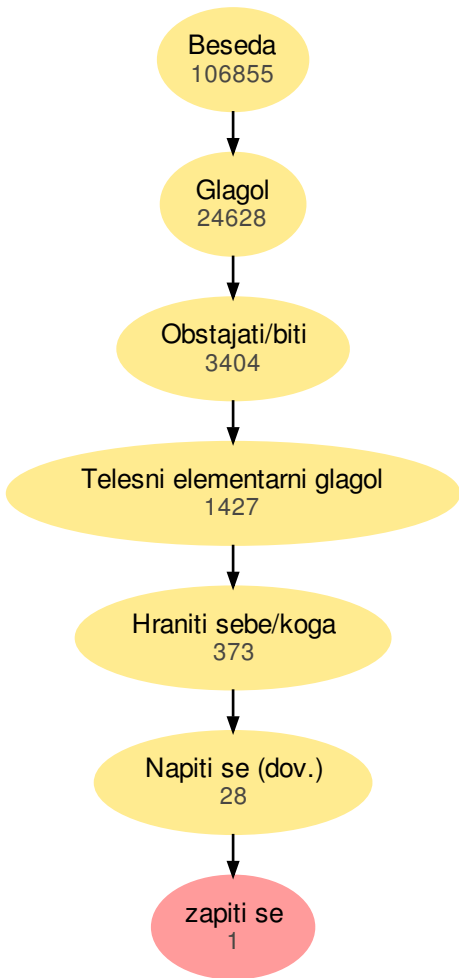 Beseda
106855
Glagol
24628
Obstajati/biti
3404
Telesni elementarni glagol
1427
Hraniti sebe/koga
373
Napiti se (dov.)
28
zapiti se
1